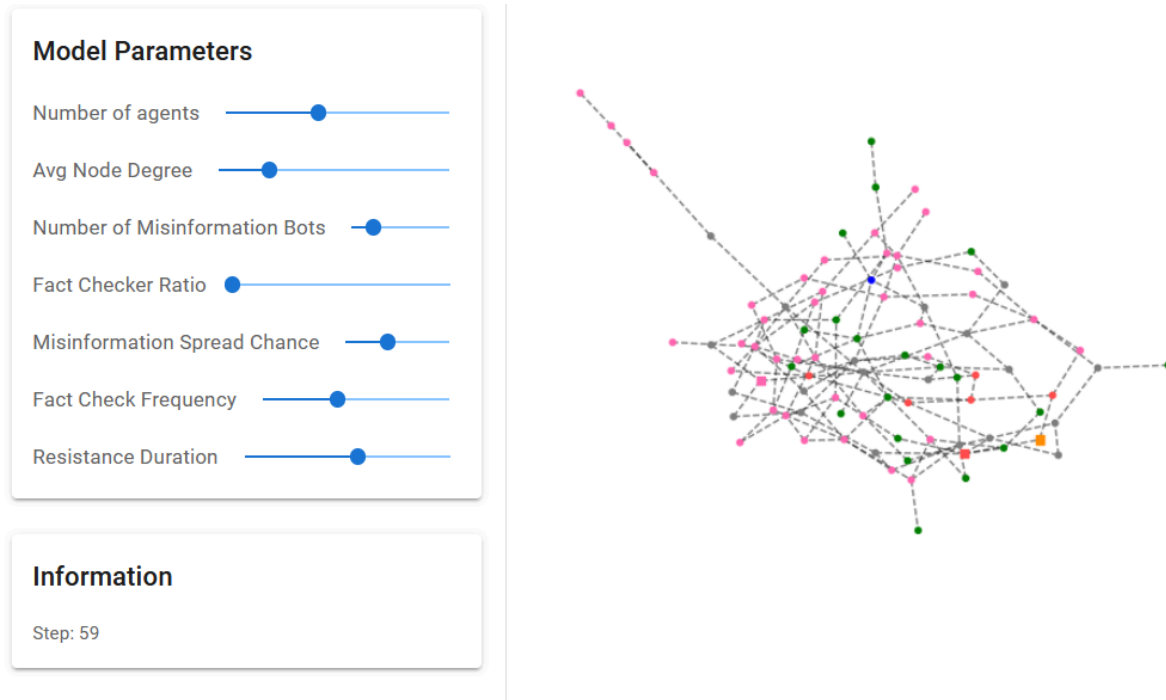 Model Parameters
Number of agents
Avg Node Degree
Number of Misinformation Bots
Fact Checker Ratio
Misinformation Spread Chance
Fact Check Frequency
Resistance Duration
Information
Step: 59